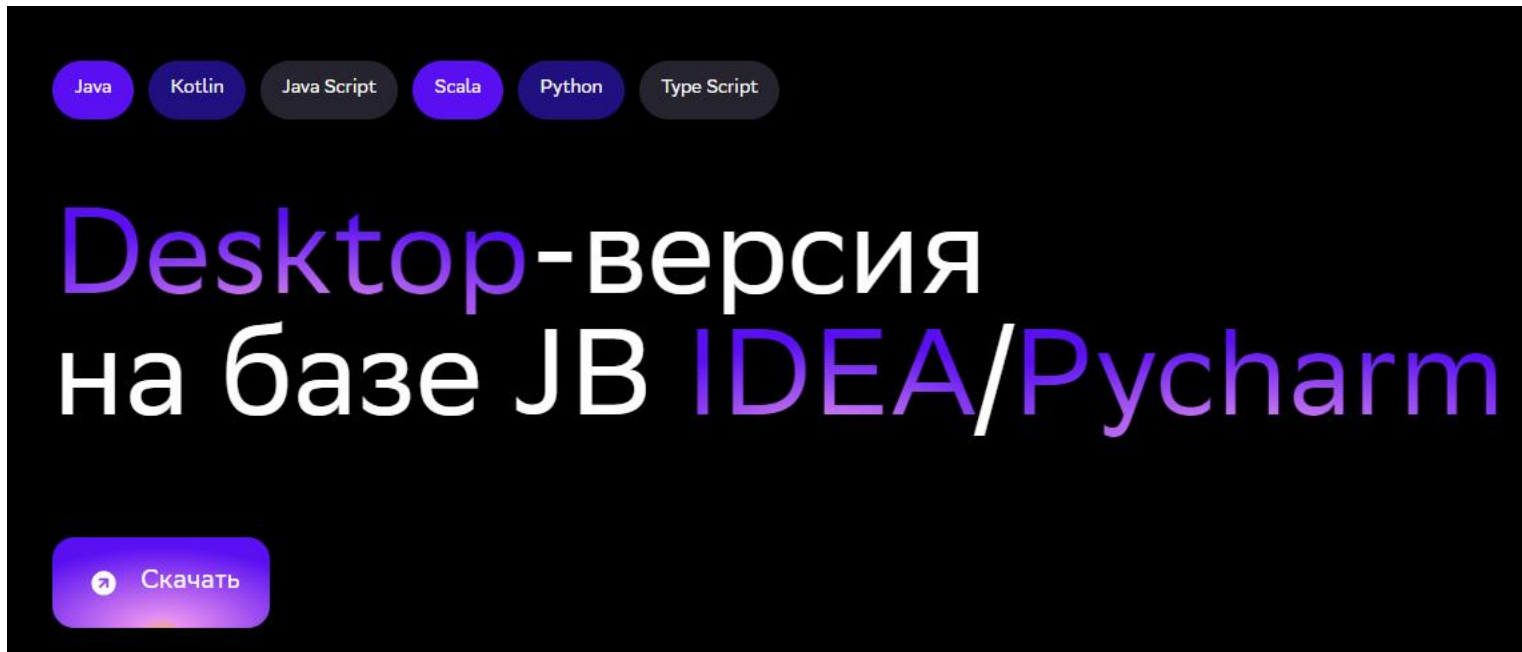 Java Kotlin Java Script Scala Python Type Script
Desktop-версия
на базе JB IDEA/Pycharm
Скачать